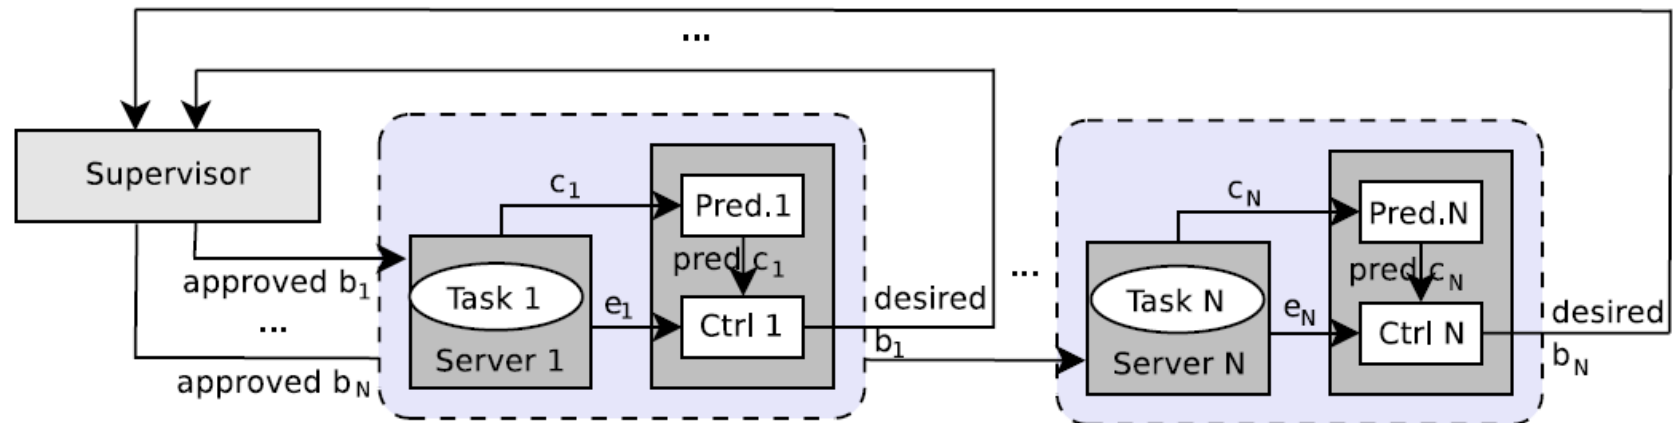 ...
Supervisor
approved b1
...
approved bN
c1
Pred.1
pred c1
Task 1
e1
Ctrl 1
Server 1
desired
b1
...
cN
Pred.N
pred cN
Task N
eN
Ctrl N
Server N
desired
bN